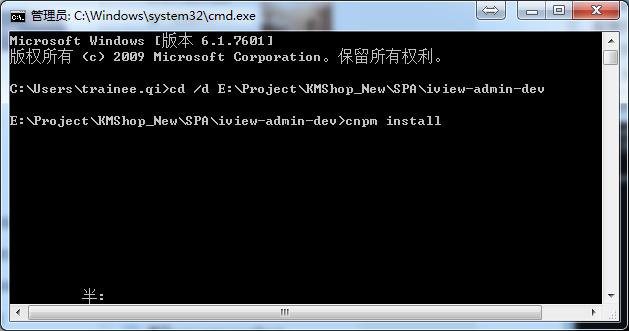 管理员: C:\Windows\system32\cmd.exe
Microsoft Windows [版本 6.1.7601]
版权所有 (c) 2009 Microsoft Corporation。保留所有权利。
C:\Users\trainee.qi>cd /d E:\Project\KMShop_New\SPA\iview-admin-dev
E:\Project\KMShop_New\SPA\iview-admin-dev>cnpm install
半: